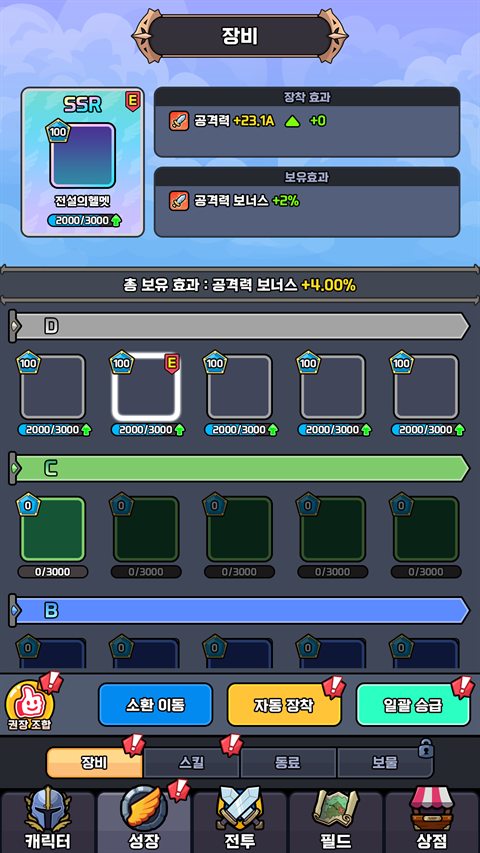 장비
SSR E
100
전설의헬멧
2000/3000
장착 효과
공격력 +23.1A +0
보유효과
공격력 보너스 +2%
총 보유 효과 : 공격력 보너스 +4.00%
D
100 100 E 100 100 100
2000/3000 2000/3000 2000/3000 2000/3000 2000/3000
C
0 0 0 0 0
0/3000 0/3000 0/3000 0/3000 0/3000
B
0 0 0 0 0
권장 조합 소환 이동 자동 장착 일괄 승급
장비 스킬 동료 보물
캐릭터 성장 전투 필드 상점